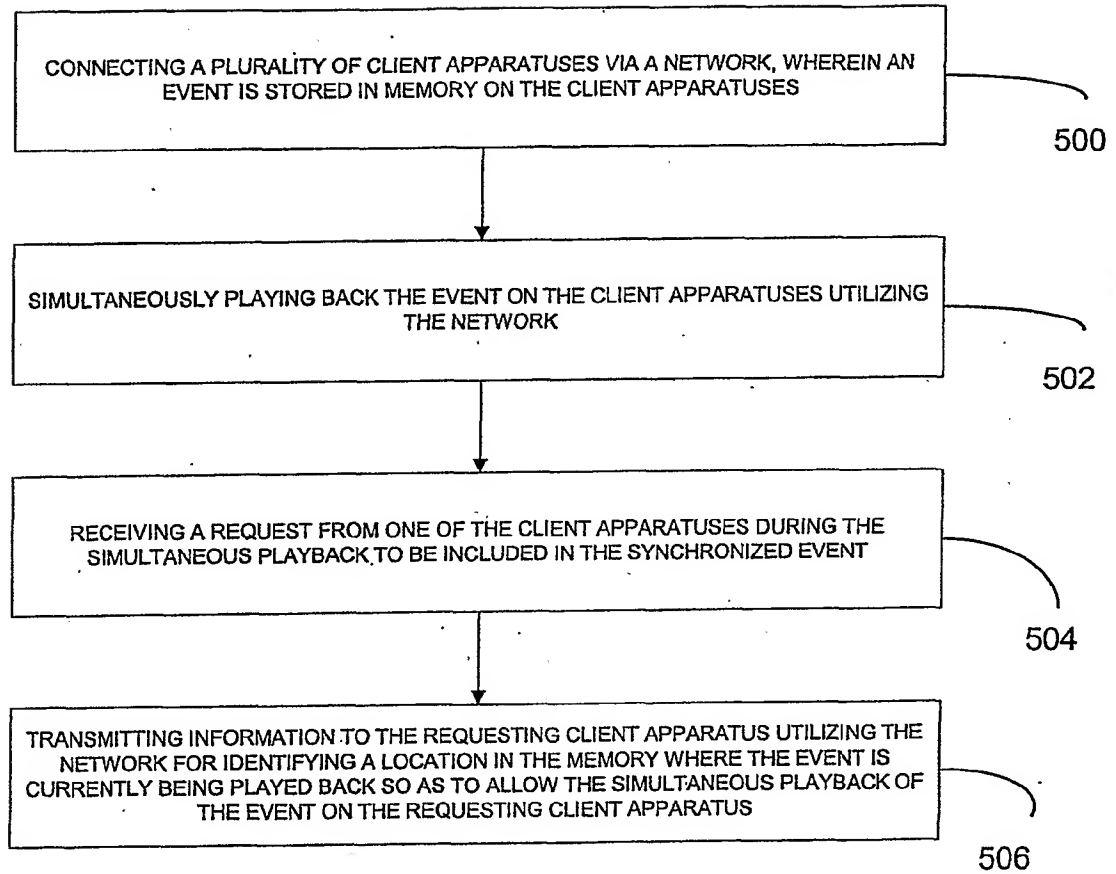 CONNECTING A PLURALITY OF CLIENT APPARATUSES VIA A NETWORK, WHEREIN AN
EVENT IS STORED IN MEMORY ON THE CLIENT APPARATUSES
500
SIMULTANEOUSLY PLAYING BACK THE EVENT ON THE CLIENT APPARATUSES UTILIZING
THE NETWORK
502
RECEIVING A REQUEST FROM ONE OF THE CLIENT APPARATUSES DURING THE
SIMULTANEOUS PLAYBACK TO BE INCLUDED IN THE SYNCHRONIZED EVENT
504
TRANSMITTING INFORMATION TO THE REQUESTING CLIENT APPARATUS UTILIZING THE
NETWORK FOR IDENTIFYING A LOCATION IN THE MEMORY WHERE THE EVENT IS
CURRENTLY BEING PLAYED BACK SO AS TO ALLOW THE SIMULTANEOUS PLAYBACK OF
THE EVENT ON THE REQUESTING CLIENT APPARATUS
506